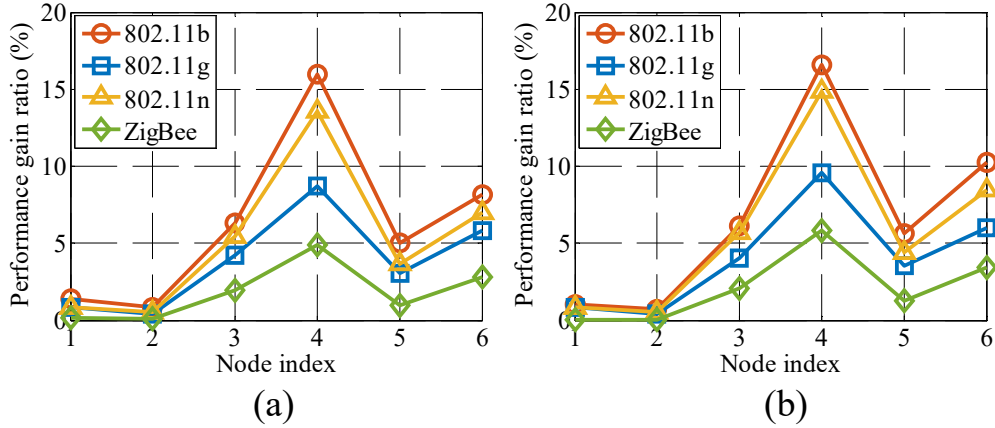 Performance gain ratio (%)
20
15
10
5
0
802.11b
802.11g
802.11n
ZigBee
1 2 3 4 5 6
Node index
(a)
Performance gain ratio (%)
20
15
10
5
0
802.11b
802.11g
802.11n
ZigBee
1 2 3 4 5 6
Node index
(b)